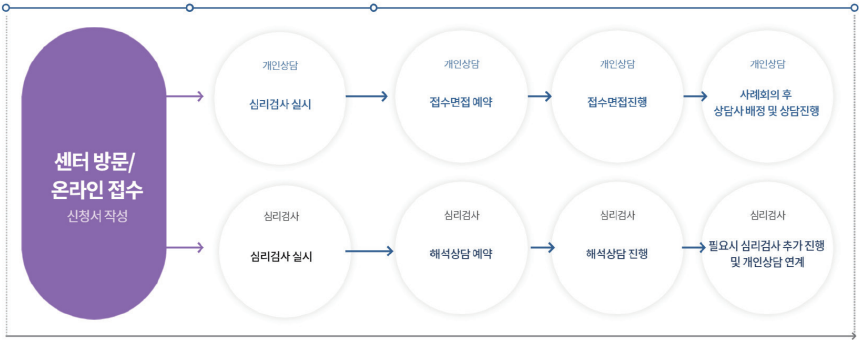 센터 방문/
온라인 접수
신청서 작성
개인상담
심리검사 실시
개인상담
접수면접 예약
개인상담
접수면접진행
개인상담
사례회의 후
상담사 배정 및 상담진행
심리검사
심리검사 실시
심리검사
해석상담 예약
심리검사
해석상담 진행
심리검사
필요시 심리검사 추가 진행
및 개인상담 연계